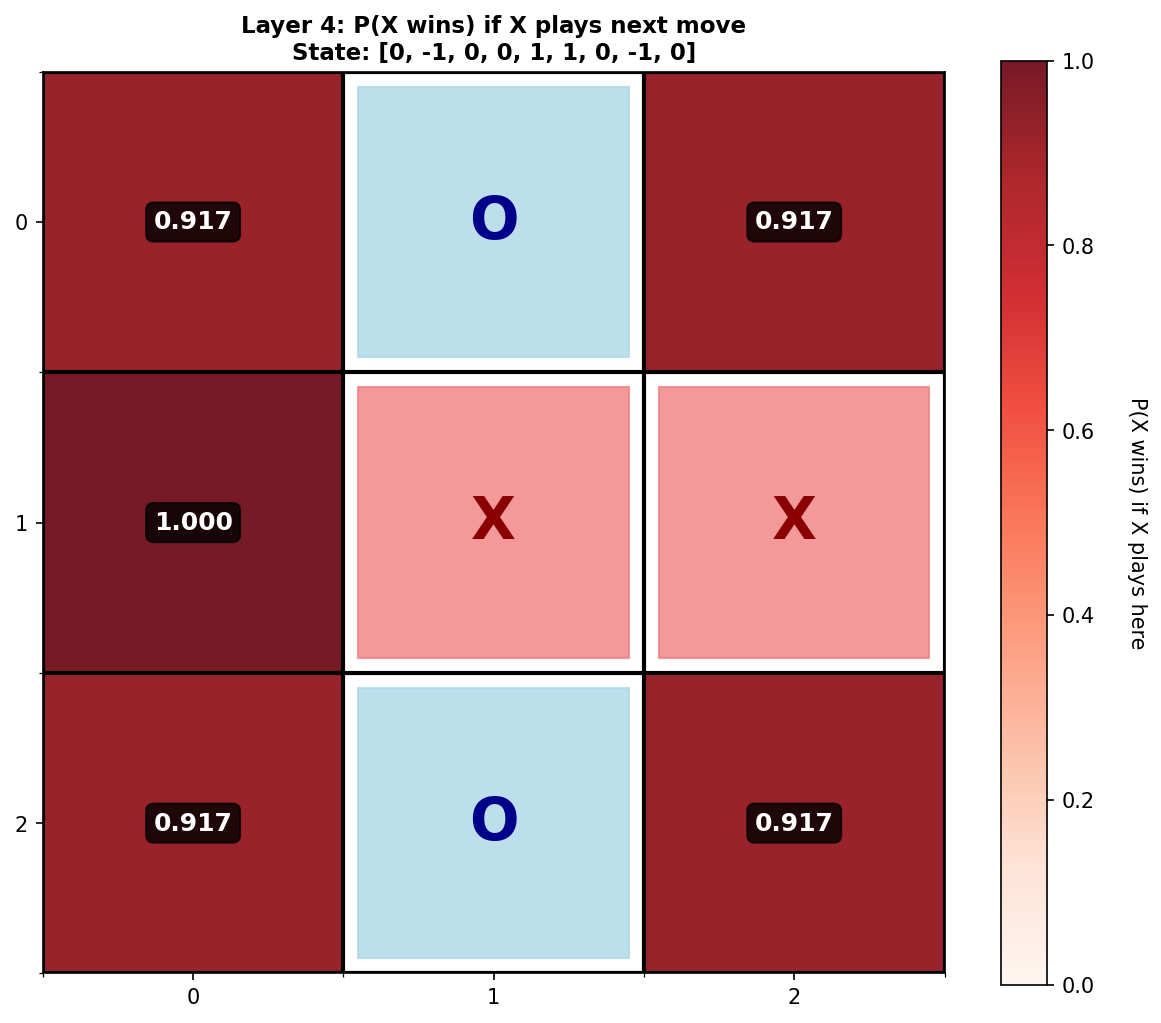 Layer 4: P(X wins) if X plays next move
State: [0, -1, 0, 0, 1, 1, 0, -1, 0]
0
0.917
O
0.917
1
1.000
X
X
2
0.917
O
0.917
0
1
2
1.0
0.8
0.6
0.4
0.2
0.0
P(X wins) if X plays here